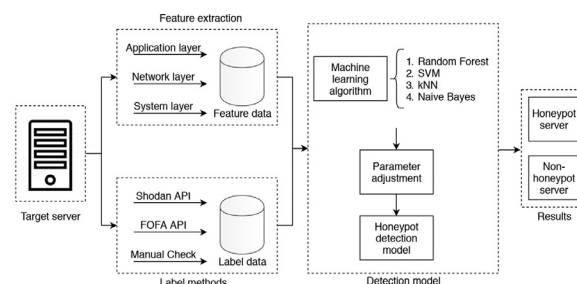 Feature extraction
Application layer
Network layer
System layer
Feature data
Target server
Shodan API
FOFA API
Manual Check
Label data
Label methods
Machine
learning
algorithm
1. Random Forest
2. SVM
3. kNN
4. Naive Bayes
Parameter
adjustment
Honeypot
detection
model
Detection model
Honeypot
server
Non-
honeypot
server
Results